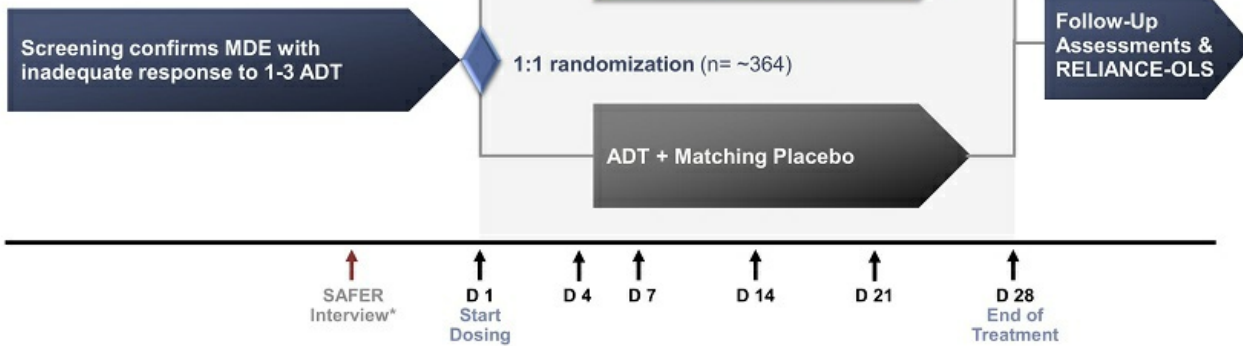 Screening confirms MDE with
inadequate response to 1-3 ADT
1:1 randomization (n= ~364)
Follow-Up
Assessments &
RELIANCE-OLS
ADT + Matching Placebo
SAFER
Interview*
D 1
Start
Dosing
D 4
D 7
D 14
D 21
D 28
End of
Treatment